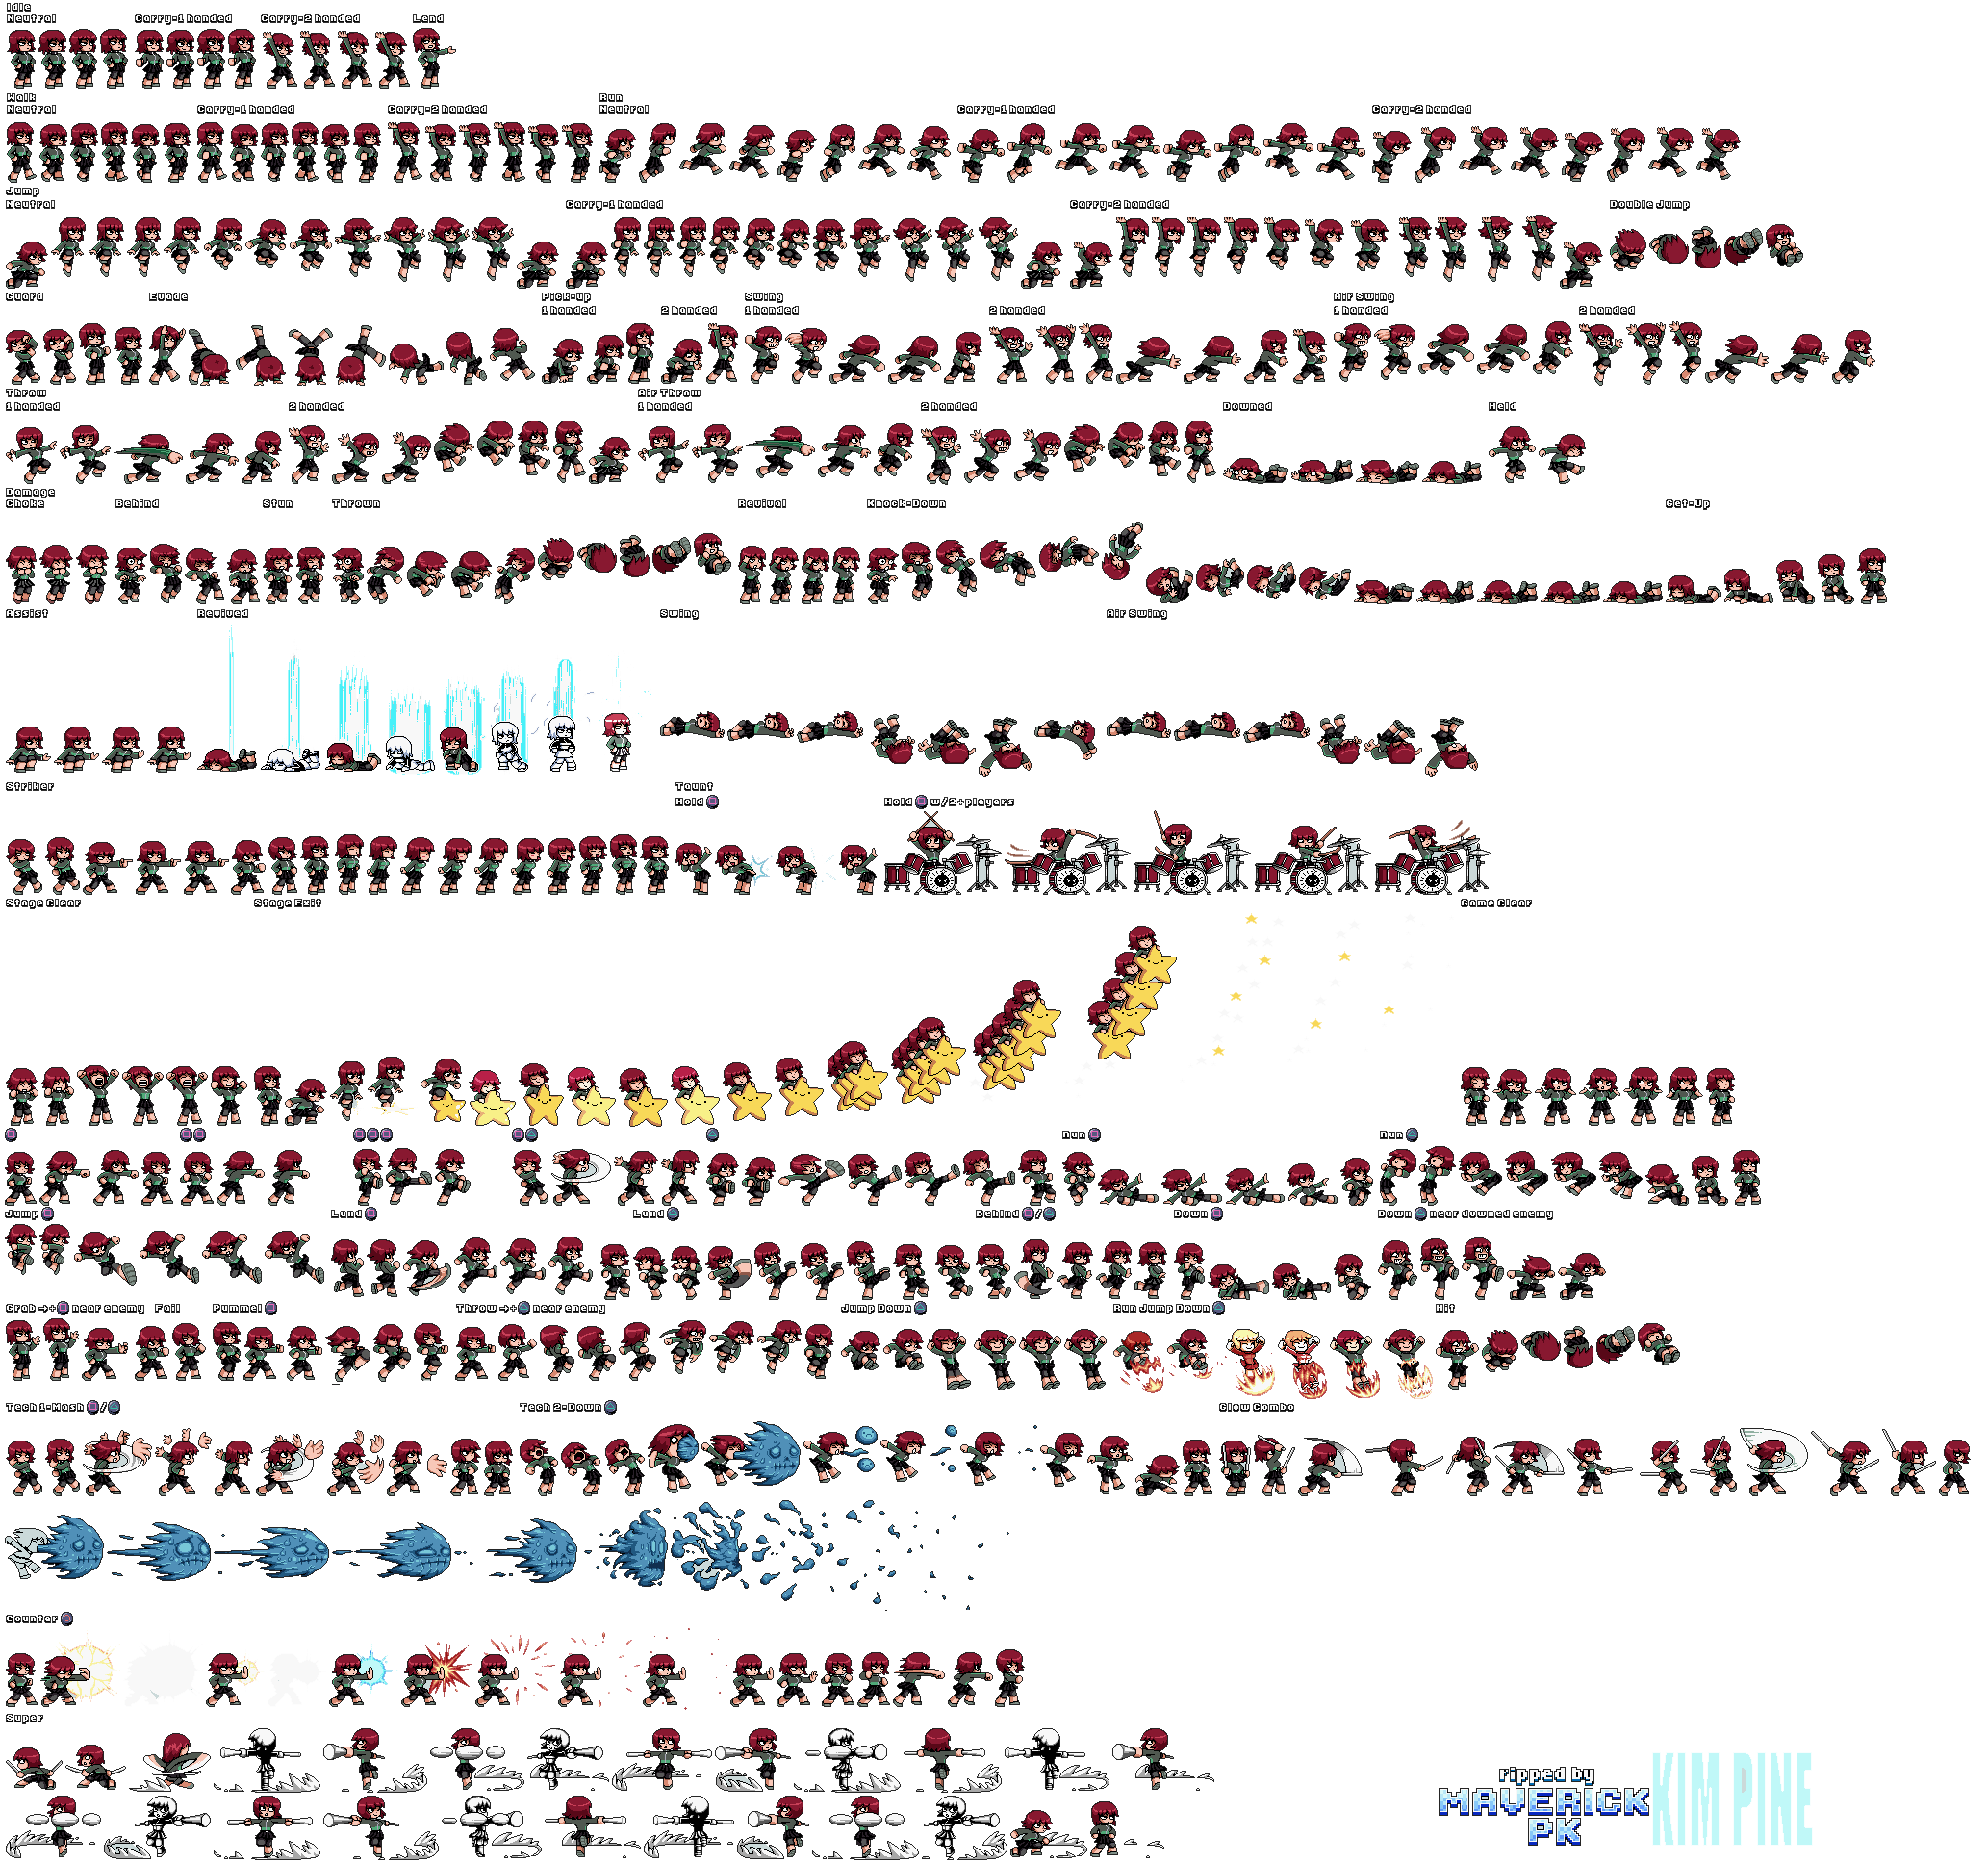 Idle
Neutral Carry-1 handed Carry-2 handed Land
Walk Run
Neutral Carry-1 handed Carry-2 handed Neutral Carry-1 handed Carry-2 handed
Jump
Neutral Carry-1 handed Carry-2 handed Double Jump
Guard Evade Pick-up Swing Air Swing
1 handed 2 handed 1 handed 2 handed 1 handed 2 handed
Throw Air Throw
1 handed 2 handed 1 handed 2 handed Downed Held
Damage
Choke Behind Stun Thrown Revival Knock-Down Get-Up
Assist Revived Swing Air Swing
Striker Taunt
Hold Hold w/2+players
Stage Clear Stage Exit Game Clear
Run Run
Jump Land Land Behind / Down Down near downed enemy
Grab →+ near enemy Fail Pummel Throw →+ near enemy Jump Down Run Jump Down Hit
Tech 1-Mash / Tech 2-Down Glow Combo
Counter
Super
ripped by
MAVERICK
PK
KIM PINE